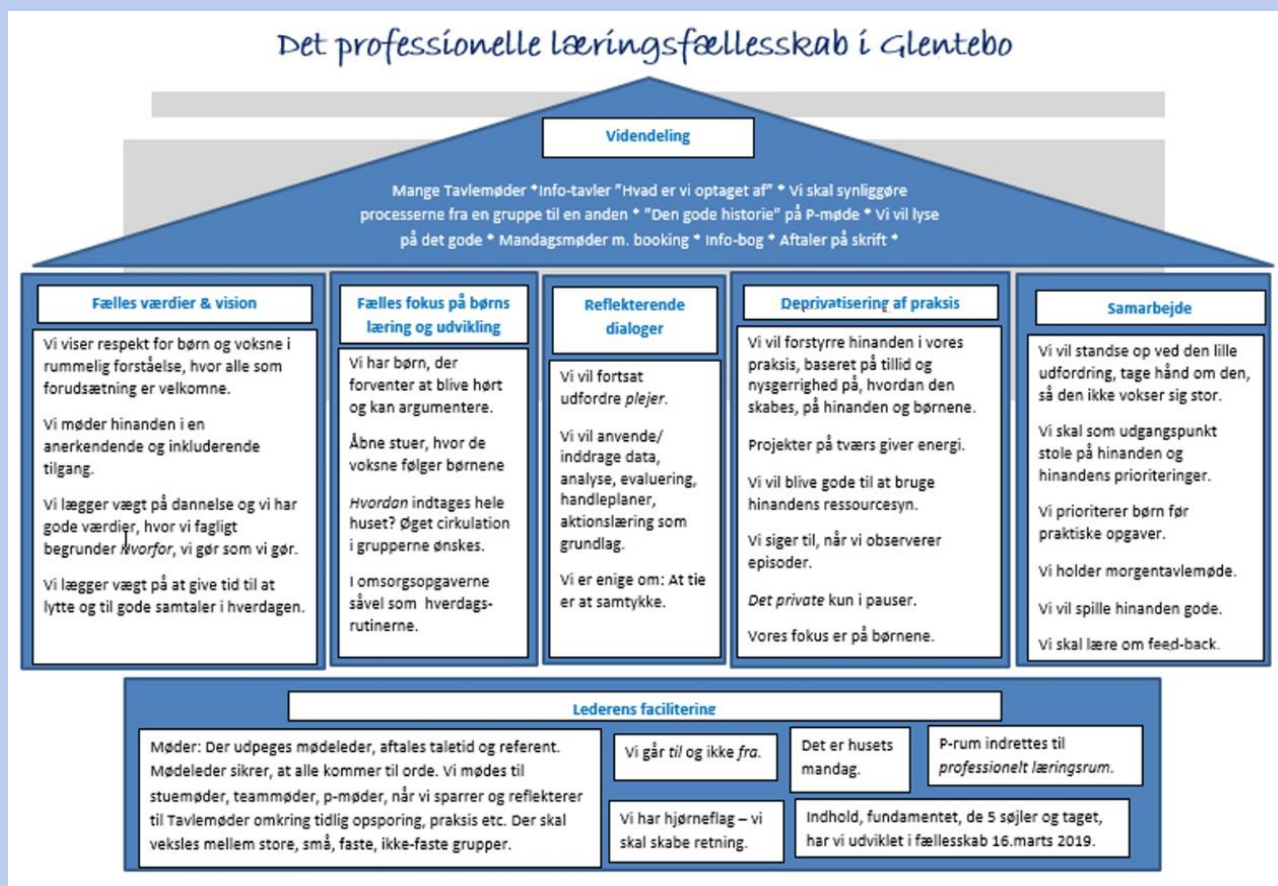 Det professionelle læringsfællesskab i Glentebo
Videndeling
Mange Tavlemøder *Info-tavler "Hvad er vi optaget af" * Vi skal synliggøre
processerne fra en gruppe til en anden * "Den gode historie" på P-møde * Vi vil lyse
på det gode * Mandagsmøder m. booking * Info-bog * Aftaler på skrift *
Fælles værdier & vision
Vi viser respekt for børn og voksne i
rummelig forståelse, hvor alle som
forudsætning er velkomne.
Vi møder hinanden i en
anerkendende og inkluderende
tilgang.
Vi lægger vægt på dannelse og vi har
gode værdier, hvor vi fagligt
begrunder hvorfor, vi gør som vi gør.
Vi lægger vægt på at give tid til at
lytte og til gode samtaler i hverdagen.
Fælles fokus på børns
læring og udvikling
Vi har børn, der
forventer at blive hørt
og kan argumentere.
Åbne stuer, hvor de
voksne følger børnene
Hvordan indtages hele
huset? Øget cirkulation
i grupperne ønskes.
I omsorgsopgaverne
såvel som hverdags-
rutinerne.
Reflekterende
dialoger
Vi vil fortsat
udfordre plejer.
Vi vil anvende/
inddrage data,
analyse, evaluering,
handleplaner,
aktionslæring som
grundlag.
Vi er enige om: At tie
er at samtykke.
Deprivatisering af praksis
Vi vil forstyrre hinanden i vores
praksis, baseret på tillid og
nysgerrighed på, hvordan den
skabes, på hinanden og børnene.
Projekter på tværs giver energi.
Vi vil blive gode til at bruge
hinandens ressourcesyn.
Vi siger til, når vi observerer
episoder.
Det private kun i pauser.
Vores fokus er på børnene.
Samarbejde
Vi vil standse op ved den lille
udfordring, tage hånd om den,
så den ikke vokser sig stor.
Vi skal som udgangspunkt
stole på hinanden og
hinandens prioriteringer.
Vi prioriterer børn før
praktiske opgaver.
Vi holder morgentavlemøde.
Vi vil spille hinanden gode.
Vi skal lære om feed-back.
Lederens facilitering
Møder: Der udpeges mødeleder, aftales taletid og referent.
Mødeleder sikrer, at alle kommer til orde. Vi mødes til
stuemøder, teammøder, p-møder, når vi sparrer og reflekterer
til Tavlemøder omkring tidlig opsporing, praksis etc. Der skal
veksles mellem store, små, faste, ikke-faste grupper.
Vi går til og ikke fra.
Det er husets
mandag.
P-rum indrettes til
professionelt læringsrum.
Vi har hjørneflag – vi
skal skabe retning.
Indhold, fundamentet, de 5 søjler og taget,
har vi udviklet i fællesskab 16.marts 2019.